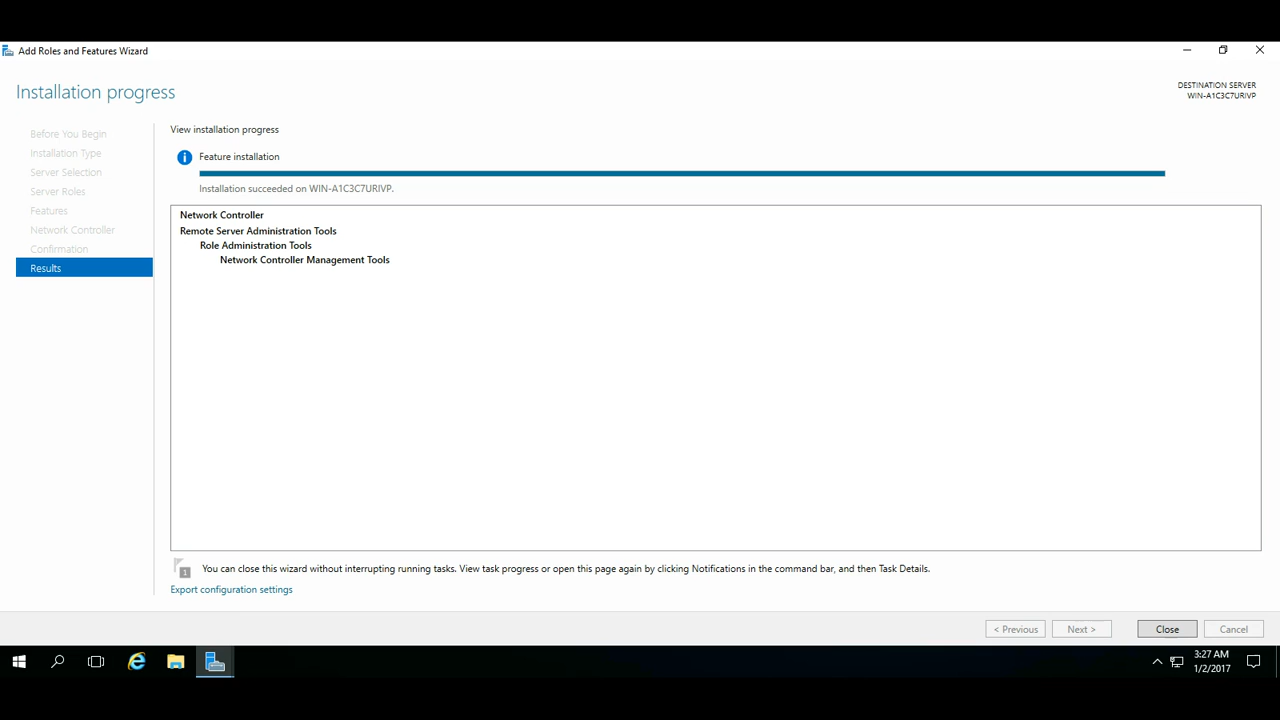 Add Roles and Features Wizard
Installation progress
DESTINATION SERVER
WIN-A1C3C7URIVP
Before You Begin
Installation Type
Server Selection
Server Roles
Features
Network Controller
Confirmation
Results
View installation progress
Feature installation
Installation succeeded on WIN-A1C3C7URIVP.
Network Controller
Remote Server Administration Tools
Role Administration Tools
Network Controller Management Tools
1
You can close this wizard without interrupting running tasks. View task progress or open this page again by clicking Notifications in the command bar, and then Task Details.
Export configuration settings
< Previous
Next >
Close
Cancel
3:27 AM
1/2/2017